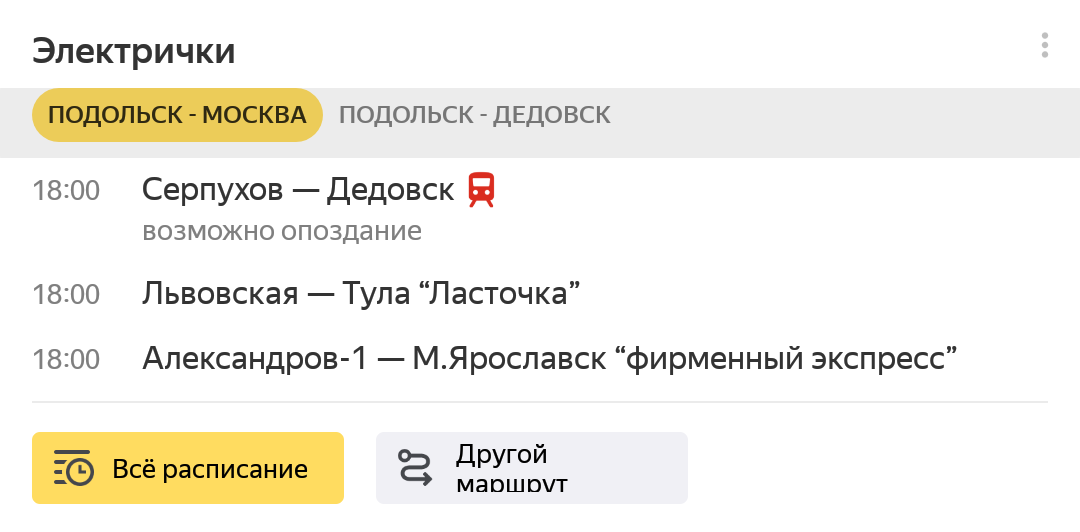 Электрички
ПОДОЛЬСК - МОСКВА ПОДОЛЬСК - ДЕДОВСК
18:00 Серпухов — Дедовск
возможно опоздание
18:00 Львовская — Тула “Ласточка”
18:00 Александров-1 — М.Ярославск “фирменный экспресс”
Всё расписание
Другой
маршрут